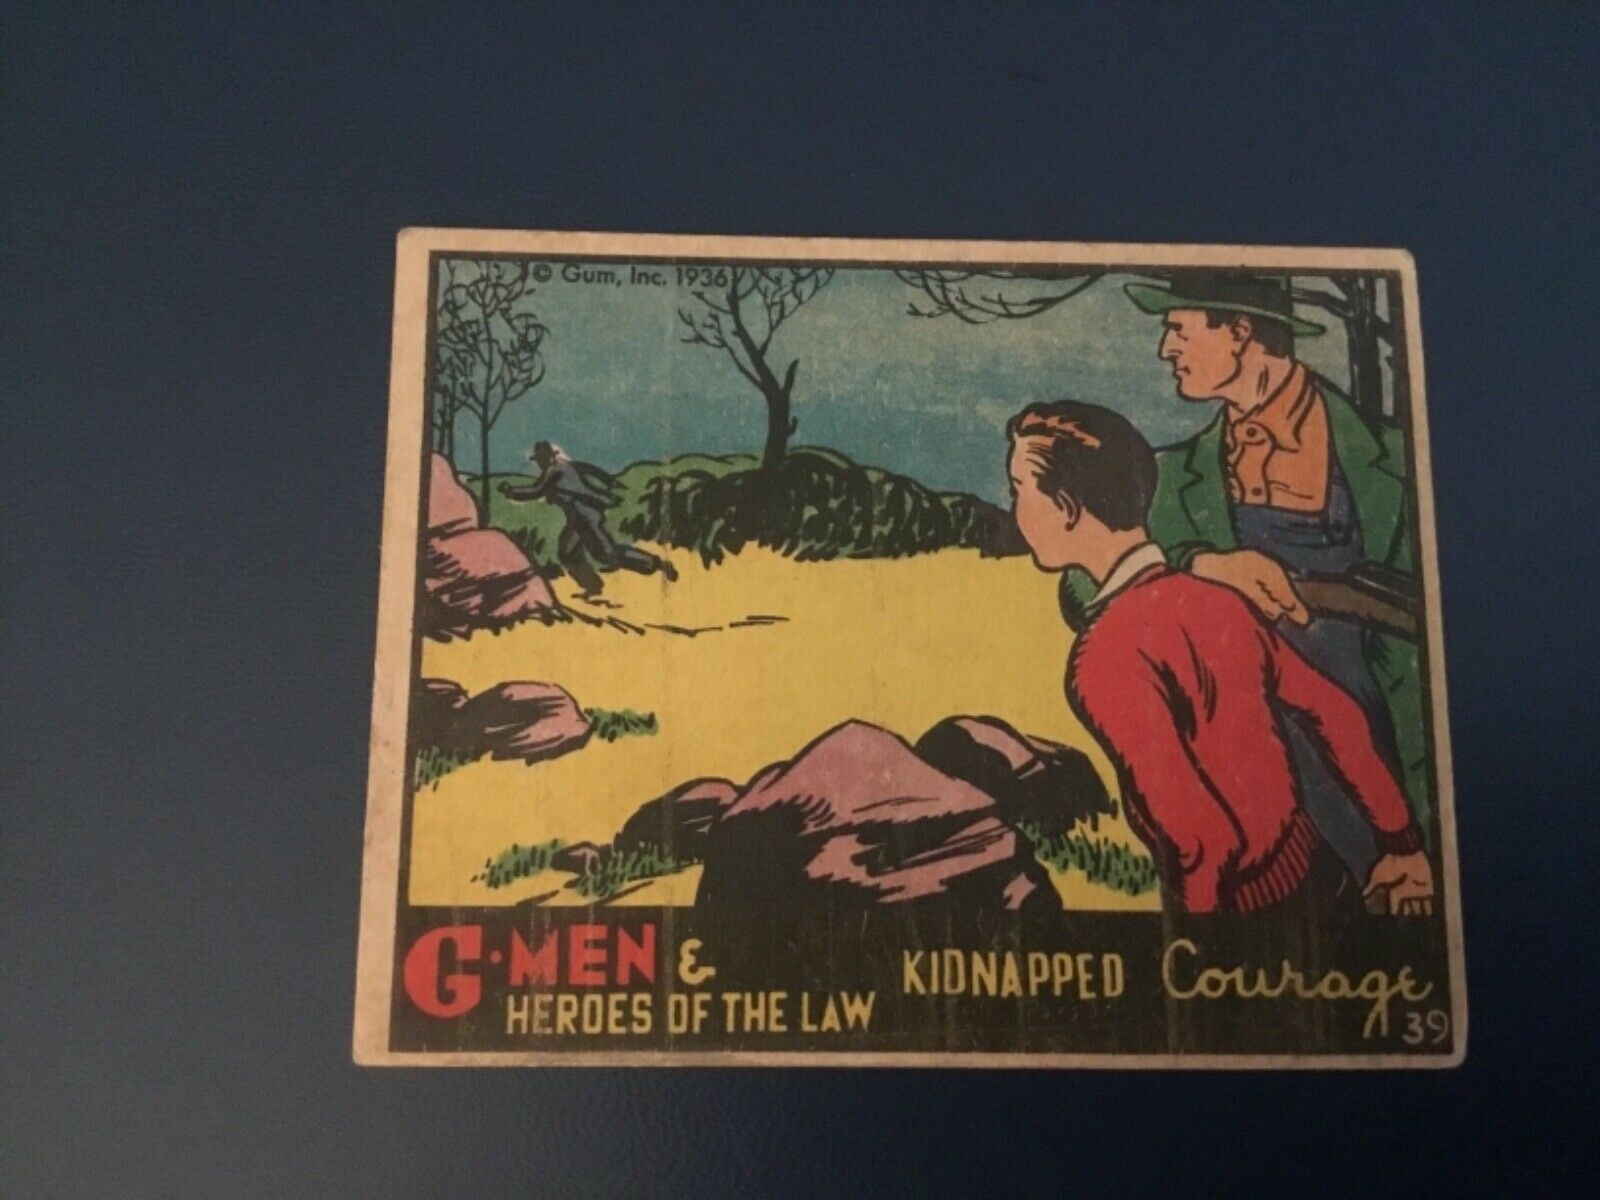 © Gum, Inc. 1936
G·MEN &
HEROES OF THE LAW
KIDNAPPED Courage
39